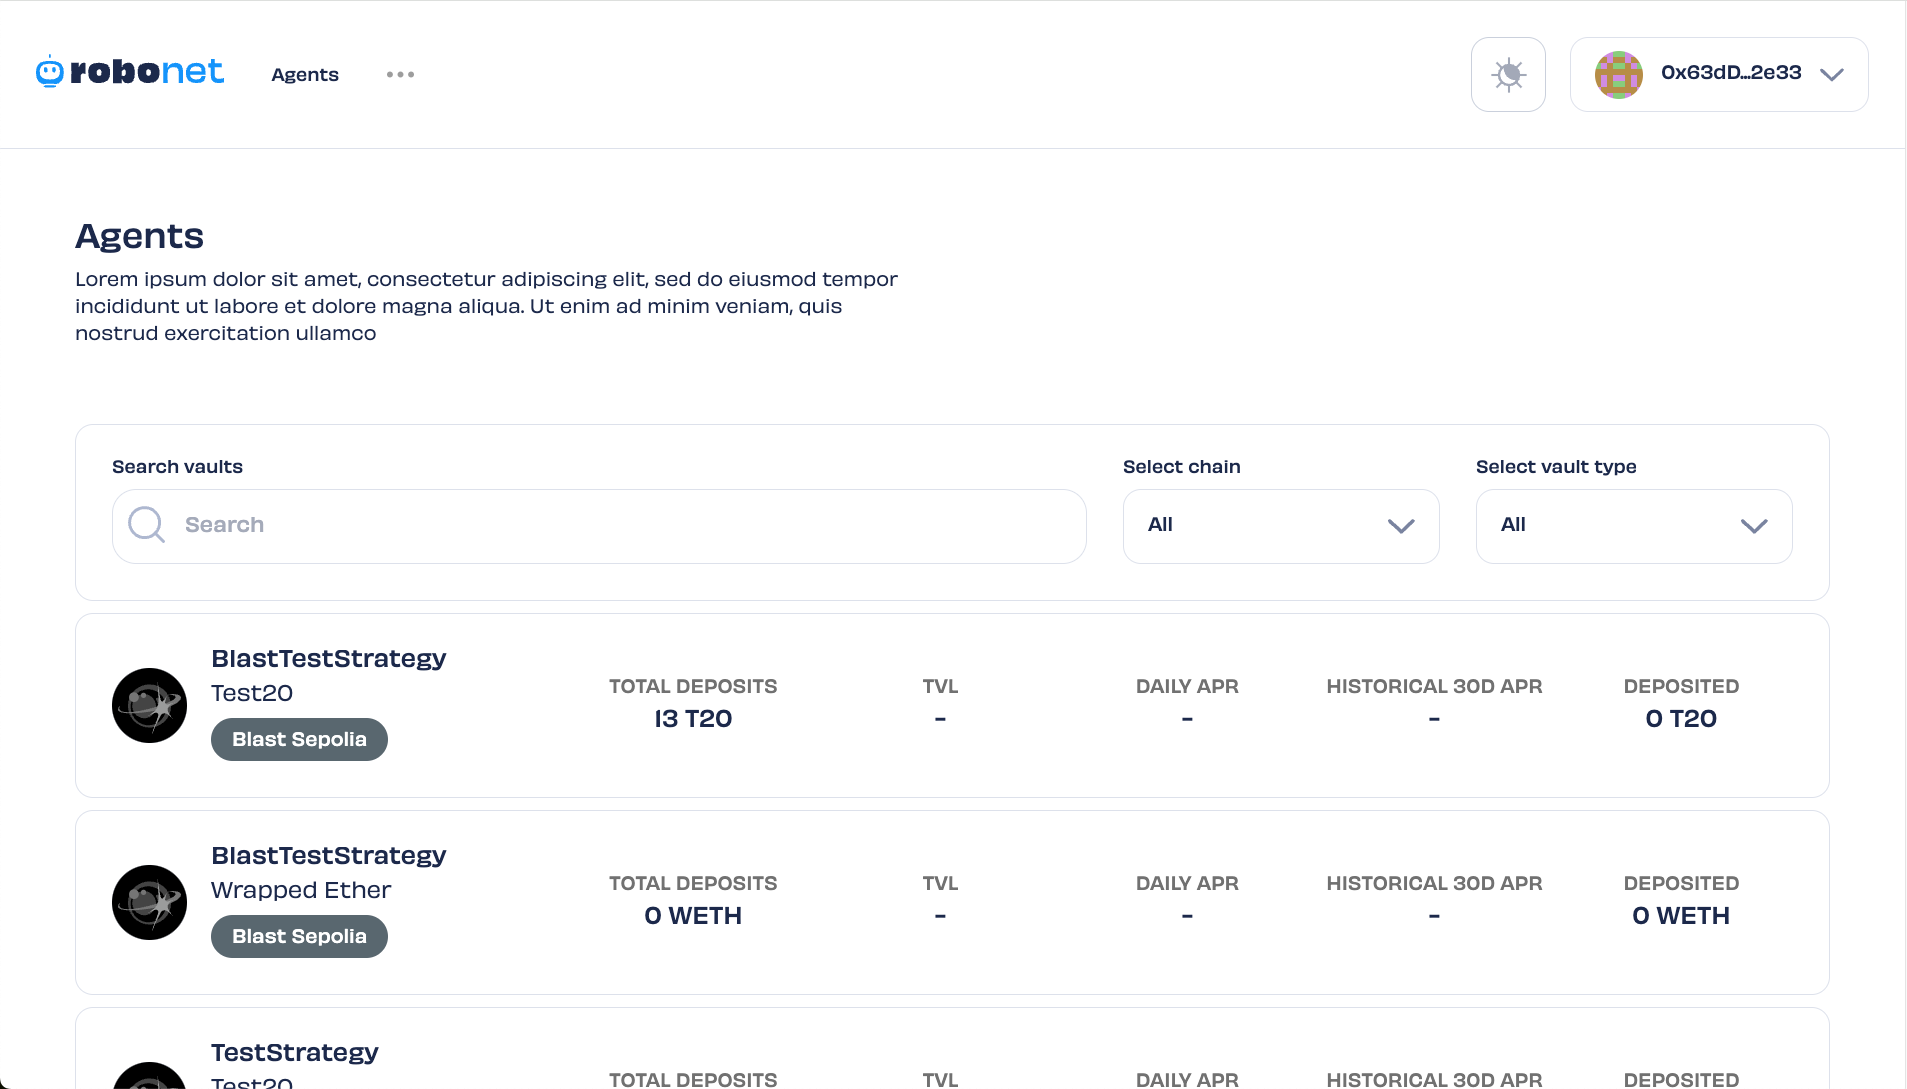 robonet
Agents
0x63dD...2e33
Agents
Lorem ipsum dolor sit amet, consectetur adipiscing elit, sed do eiusmod tempor
incididunt ut labore et dolore magna aliqua. Ut enim ad minim veniam, quis
nostrud exercitation ullamco
Search vaults
Select chain
Select vault type
Search
All
All
BlastTestStrategy
Test20
Blast Sepolia
TOTAL DEPOSITS
13 T20
TVL
-
DAILY APR
-
HISTORICAL 30D APR
-
DEPOSITED
0 T20
BlastTestStrategy
Wrapped Ether
Blast Sepolia
TOTAL DEPOSITS
0 WETH
TVL
-
DAILY APR
-
HISTORICAL 30D APR
-
DEPOSITED
0 WETH
TestStrategy
Test20
TOTAL DEPOSITS
TVL
DAILY APR
HISTORICAL 30D APR
DEPOSITED